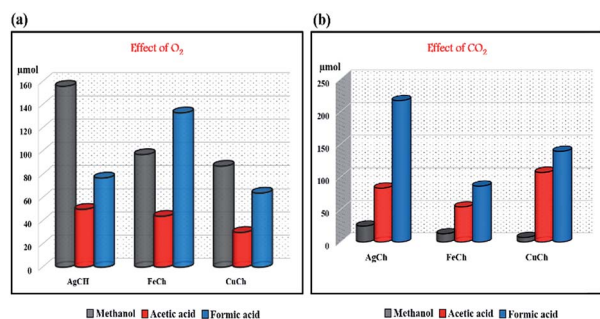 (a)
Effect of O₂
µmol
160
140
120
100
80
60
40
20
0
AgCH
FeCh
CuCh
Methanol Acetic acid Formic acid
(b)
Effect of CO₂
µmol
250
200
150
100
50
0
AgCh
FeCh
CuCh
Methanol Acetic acid Formic acid